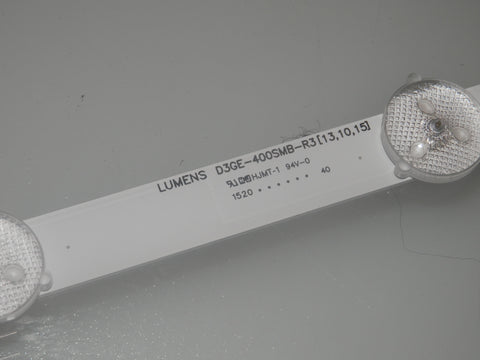 LUMENS D3GE-400SMB-R3[13,10,15]
HJMT-1 94V-0
1520 40